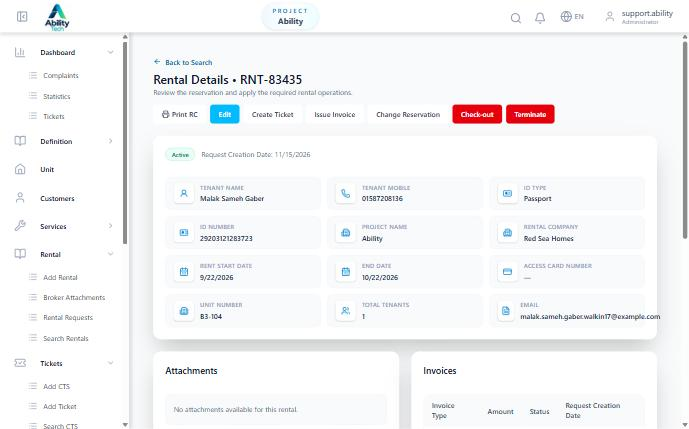 Ability
Tech
PROJECT
Ability
EN
support.ability
Administrator
Dashboard
Complaints
Statistics
Tickets
Definition
Unit
Customers
Services
Rental
Add Rental
Broker Attachments
Rental Requests
Search Rentals
Tickets
Add CTS
Add Ticket
Search CTS
Back to Search
Rental Details • RNT-83435
Review the reservation and apply the required rental operations.
Print RC
Edit
Create Ticket
Issue Invoice
Change Reservation
Check-out
Terminate
Active
Request Creation Date: 11/15/2026
TENANT NAME
Malak Sameh Gaber
TENANT MOBILE
01587208136
ID TYPE
Passport
ID NUMBER
29203121283723
PROJECT NAME
Ability
RENTAL COMPANY
Red Sea Homes
RENT START DATE
9/22/2026
END DATE
10/22/2026
ACCESS CARD NUMBER
—
UNIT NUMBER
B3-104
TOTAL TENANTS
1
EMAIL
malak.sameh.gaber.walkin17@example.com
Attachments
No attachments available for this rental.
Invoices
Invoice Type
Amount
Status
Request Creation Date